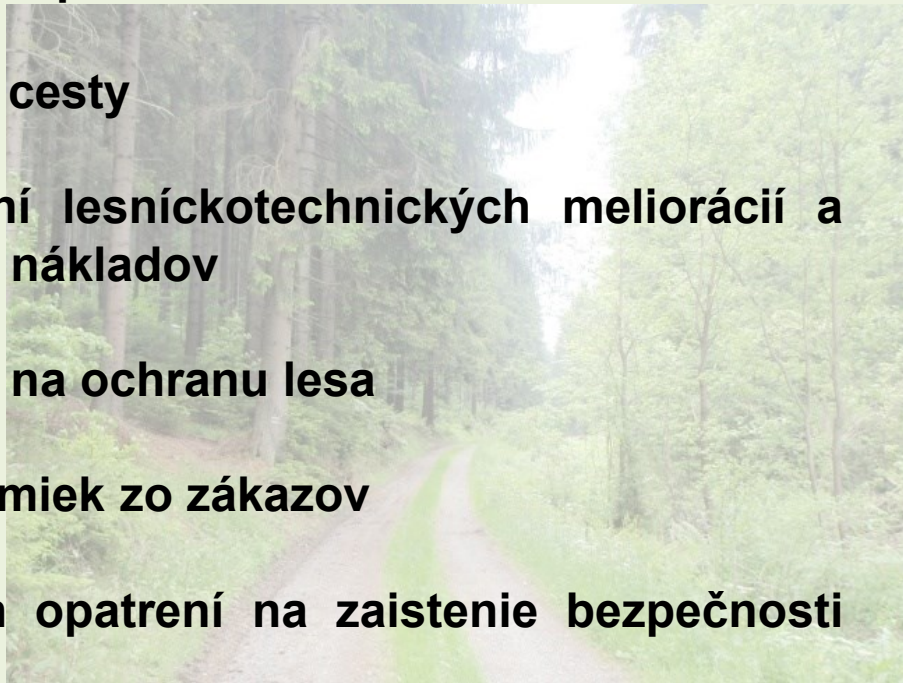 cesty
ní lesníckotechnických meliorácií a
nákladov
na ochranu lesa
miek zo zákazov
opatrení na zaistenie bezpečnosti